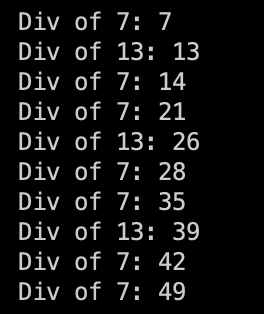 Div of 7: 7
Div of 13: 13
Div of 7: 14
Div of 7: 21
Div of 13: 26
Div of 7: 28
Div of 7: 35
Div of 13: 39
Div of 7: 42
Div of 7: 49